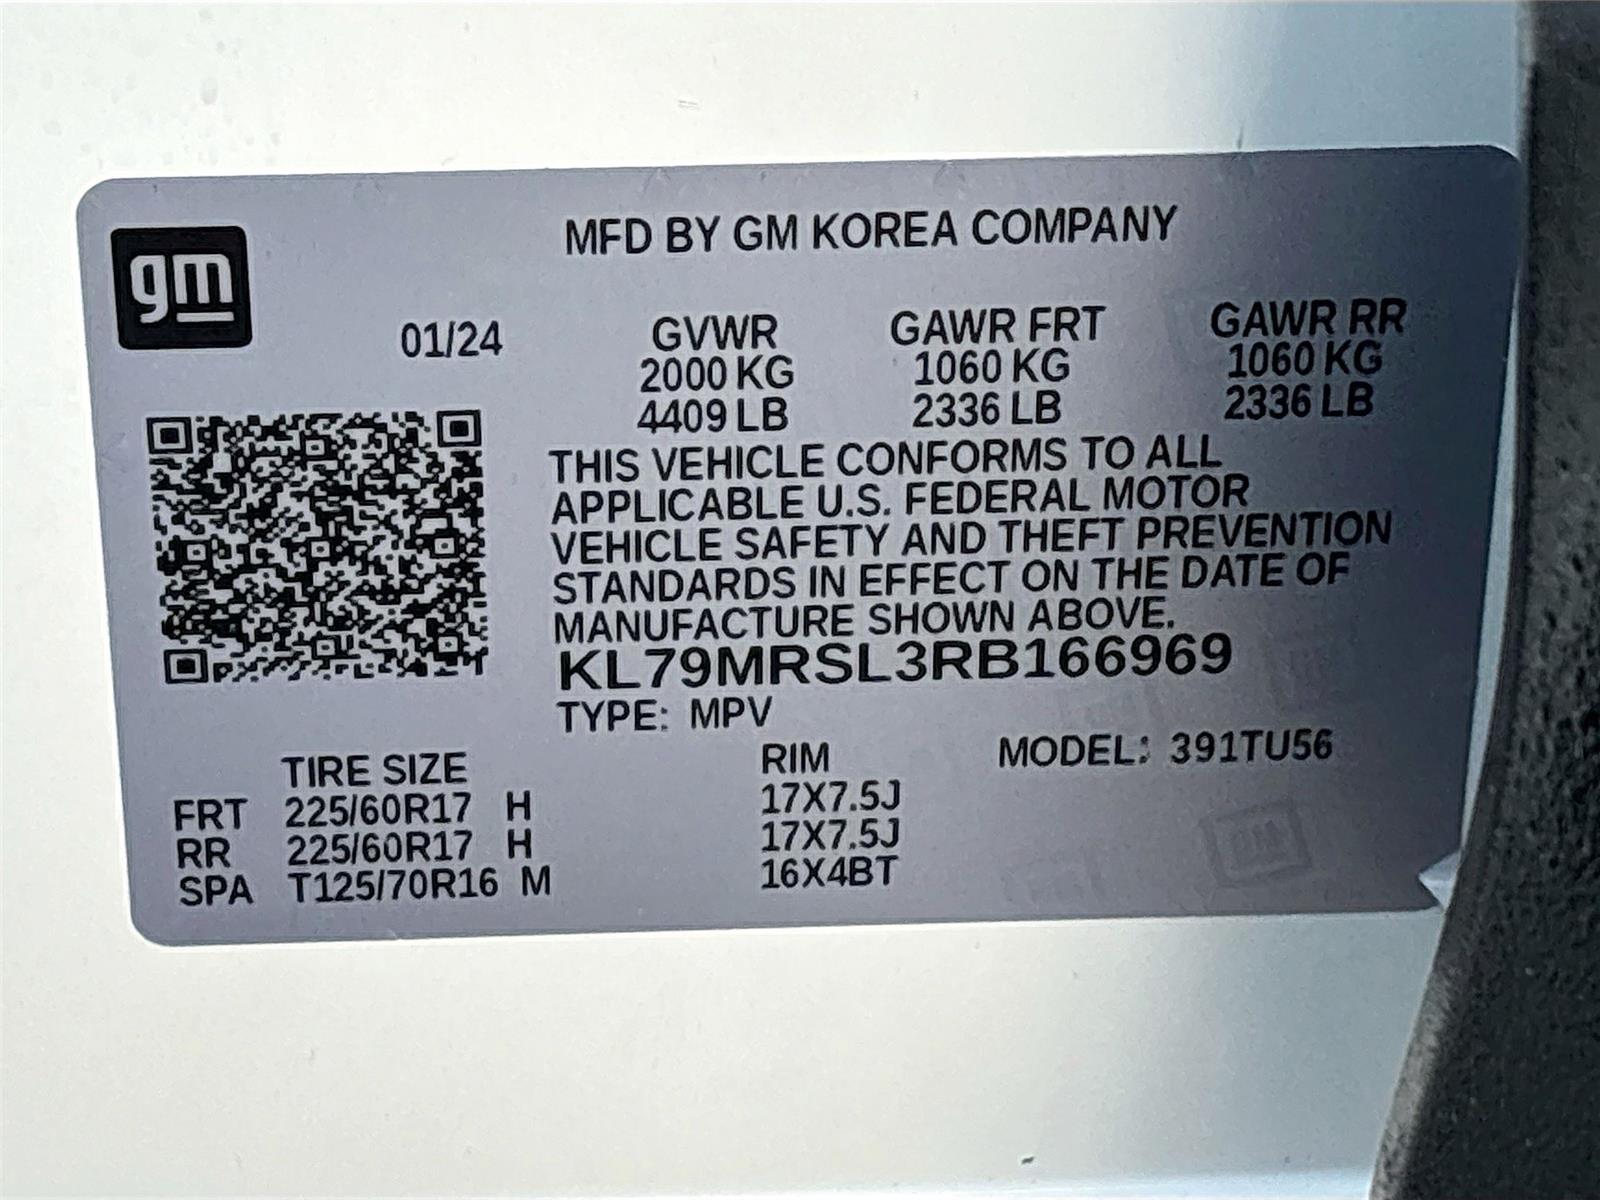 gm
MFD BY GM KOREA COMPANY
01/24 GVWR GAWR FRT GAWR RR
2000 KG 1060 KG 1060 KG
4409 LB 2336 LB 2336 LB
THIS VEHICLE CONFORMS TO ALL
APPLICABLE U.S. FEDERAL MOTOR
VEHICLE SAFETY AND THEFT PREVENTION
STANDARDS IN EFFECT ON THE DATE OF
MANUFACTURE SHOWN ABOVE.
KL79MRSL3RB166969
TYPE: MPV
TIRE SIZE RIM MODEL: 391TU56
FRT 225/60R17 H 17X7.5J
RR 225/60R17 H 17X7.5J
SPA T125/70R16 M 16X4BT
GM